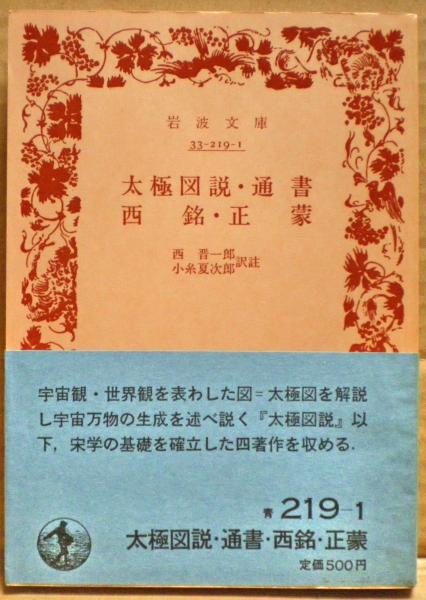 岩波文庫
33-219-1
太極図説・通書
西銘・正蒙
西晋一郎
小糸夏次郎 訳註
宇宙観・世界観を表わした図=太極図を解説
し宇宙万物の生成を述べ説く『太極図説』以
下,宋学の基礎を確立した四著作を収める.
青 219-1
太極図説・通書・西銘・正蒙
定価500円